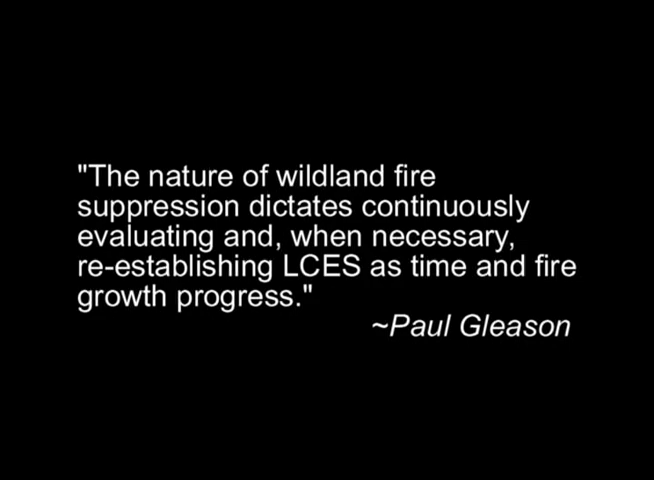 "The nature of wildland fire
suppression dictates continuously
evaluating and, when necessary,
re-establishing LCES as time and fire
growth progress."
~Paul Gleason